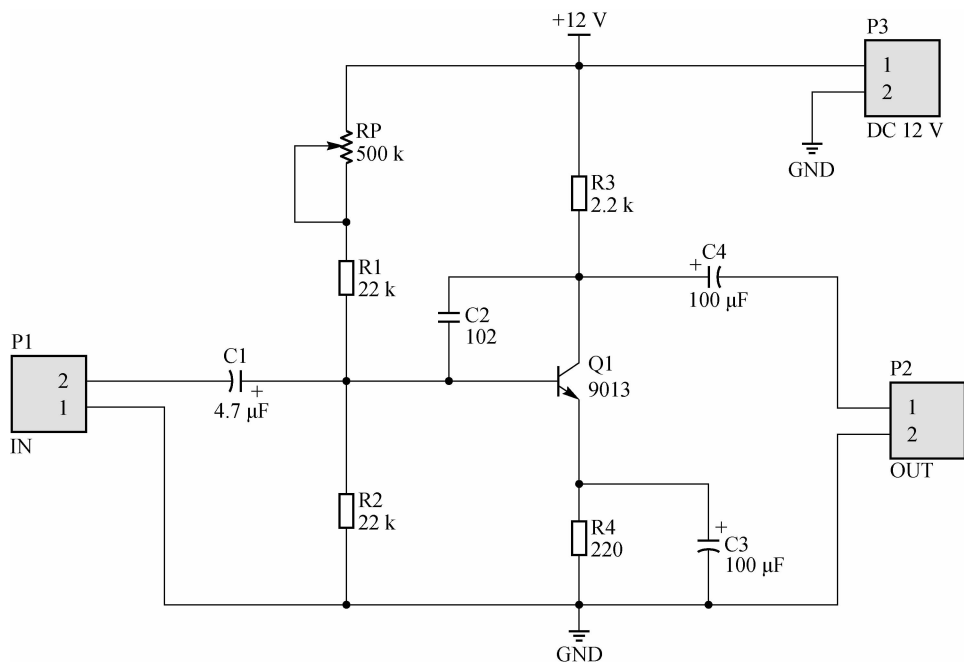 +12 V
P3
1
2
DC 12 V
GND
RP
500 k
R3
2.2 k
R1
22 k
C4
+
100 µF
C2
102
P1
2
1
IN
C1
+
4.7 µF
Q1
9013
P2
1
2
OUT
R2
22 k
R4
220
+
C3
100 µF
GND